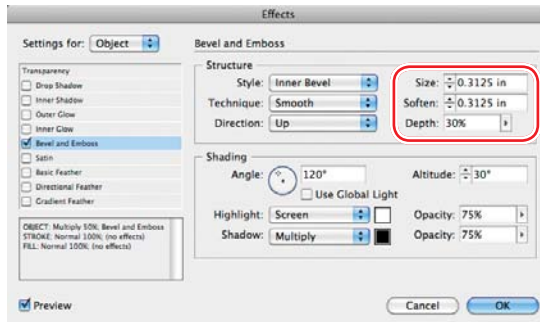 Effects
Settings for: Object
Transparency
Drop Shadow
Inner Shadow
Outer Glow
Inner Glow
Bevel and Emboss
Satin
Basic Feather
Directional Feather
Gradient Feather
OBJECT: Multiply 50%; Bevel and Emboss
STROKE: Normal 100%; (no effects)
FILL: Normal 100%; (no effects)
Preview
Bevel and Emboss
Structure
Style: Inner Bevel
Size: 0.3125 in
Technique: Smooth
Soften: 0.3125 in
Direction: Up
Depth: 30%
Shading
Angle: 120°
Altitude: 30°
Use Global Light
Highlight: Screen
Opacity: 75%
Shadow: Multiply
Opacity: 75%
Cancel
OK